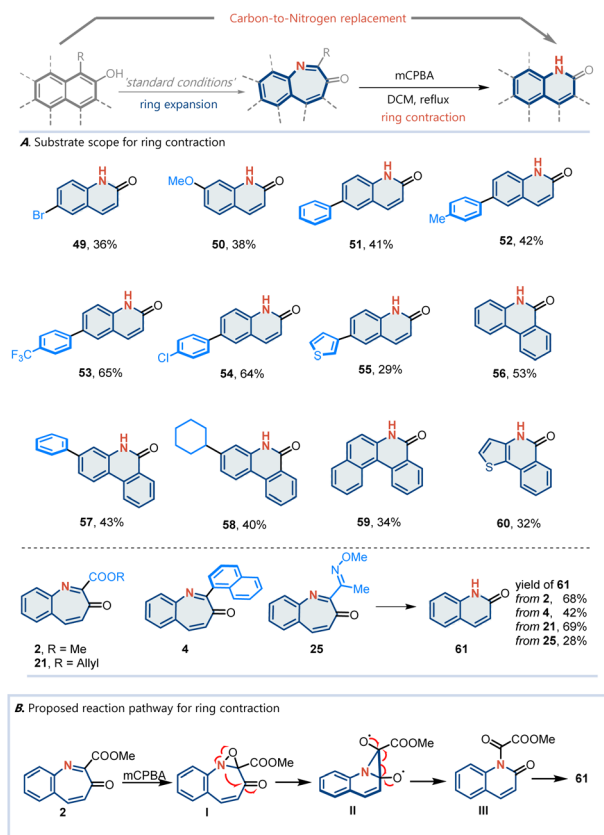 Carbon-to-Nitrogen replacement
R
OH
'standard conditions'
ring expansion
N
R
O
mCPBA
DCM, reflux
ring contraction
H
N
O
A. Substrate scope for ring contraction
H
N
O
Br
49, 36%
H
N
O
MeO
50, 38%
H
N
O
51, 41%
H
N
O
Me
52, 42%
H
N
O
F3C
53, 65%
H
N
O
Cl
54, 64%
H
N
O
S
55, 29%
H
N
O
56, 53%
H
N
O
57, 43%
H
N
O
58, 40%
H
N
O
59, 34%
H
N
O
S
60, 32%
N
COOR
O
2, R = Me
21, R = Allyl
N
O
4
OMe
N
Me
N
O
25
H
N
O
61
yield of 61
from 2, 68%
from 4, 42%
from 21, 69%
from 25, 28%
B. Proposed reaction pathway for ring contraction
N
COOMe
O
2
mCPBA
O
N
COOMe
O
I
O
COOMe
N
O
II
COOMe
O
N
O
III
61